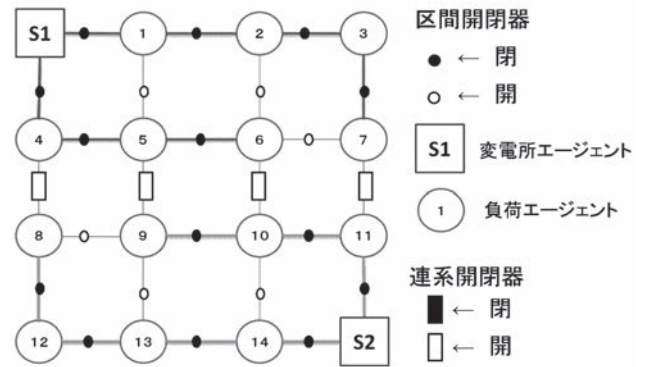 S1 1 2 3
4 5 6 7
8 9 10 11
12 13 14 S2
区間開閉器
← 閉
← 開
S1 変電所エージェント
1 負荷エージェント
連系開閉器
← 閉
← 開